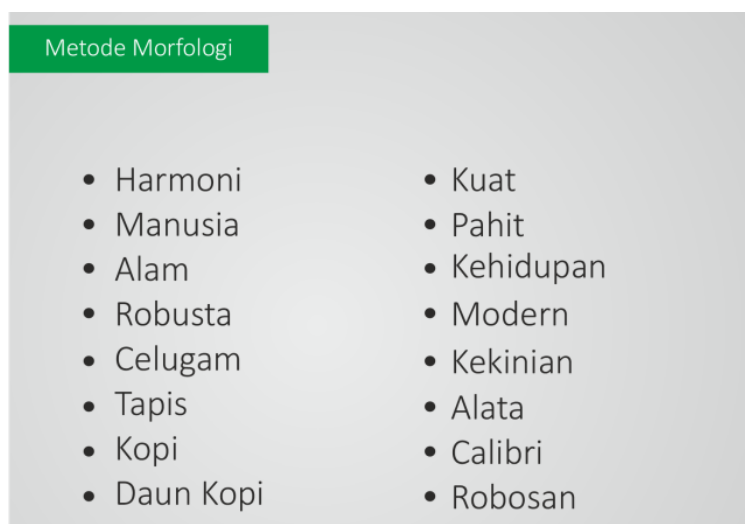 Metode Morfologi
• Harmoni
• Manusia
• Alam
• Robusta
• Celugam
• Tapis
• Kopi
• Daun Kopi
• Kuat
• Pahit
• Kehidupan
• Modern
• Kekinian
• Alata
• Calibri
• Robosan